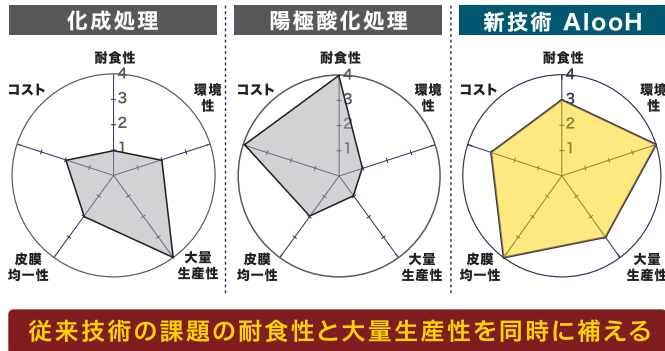 化成処理
耐食性
コスト
環境
性
4
3
2
1
皮膜
均一性
大量
生産性
陽極酸化処理
耐食性
コスト
環境
性
4
3
2
1
皮膜
均一性
大量
生産性
新技術 AlooH
耐食性
コスト
環境
性
4
3
2
1
皮膜
均一性
大量
生産性
従来技術の課題の耐食性と大量生産性を同時に補える